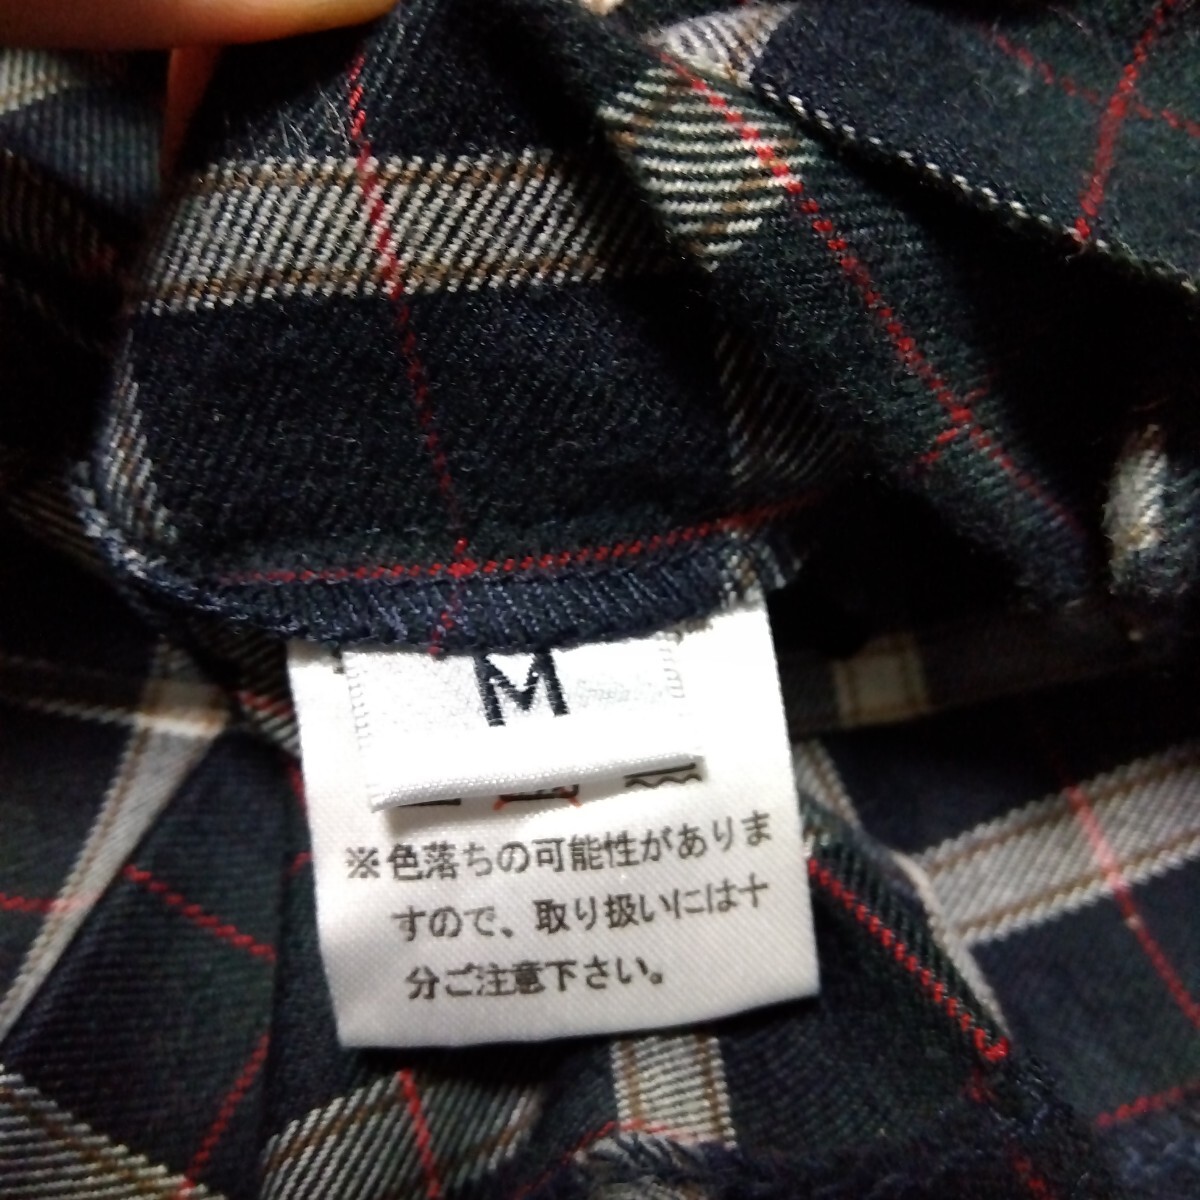 M
※色落ちの可能性がありま
すので、取り扱いには十
分ご注意下さい。